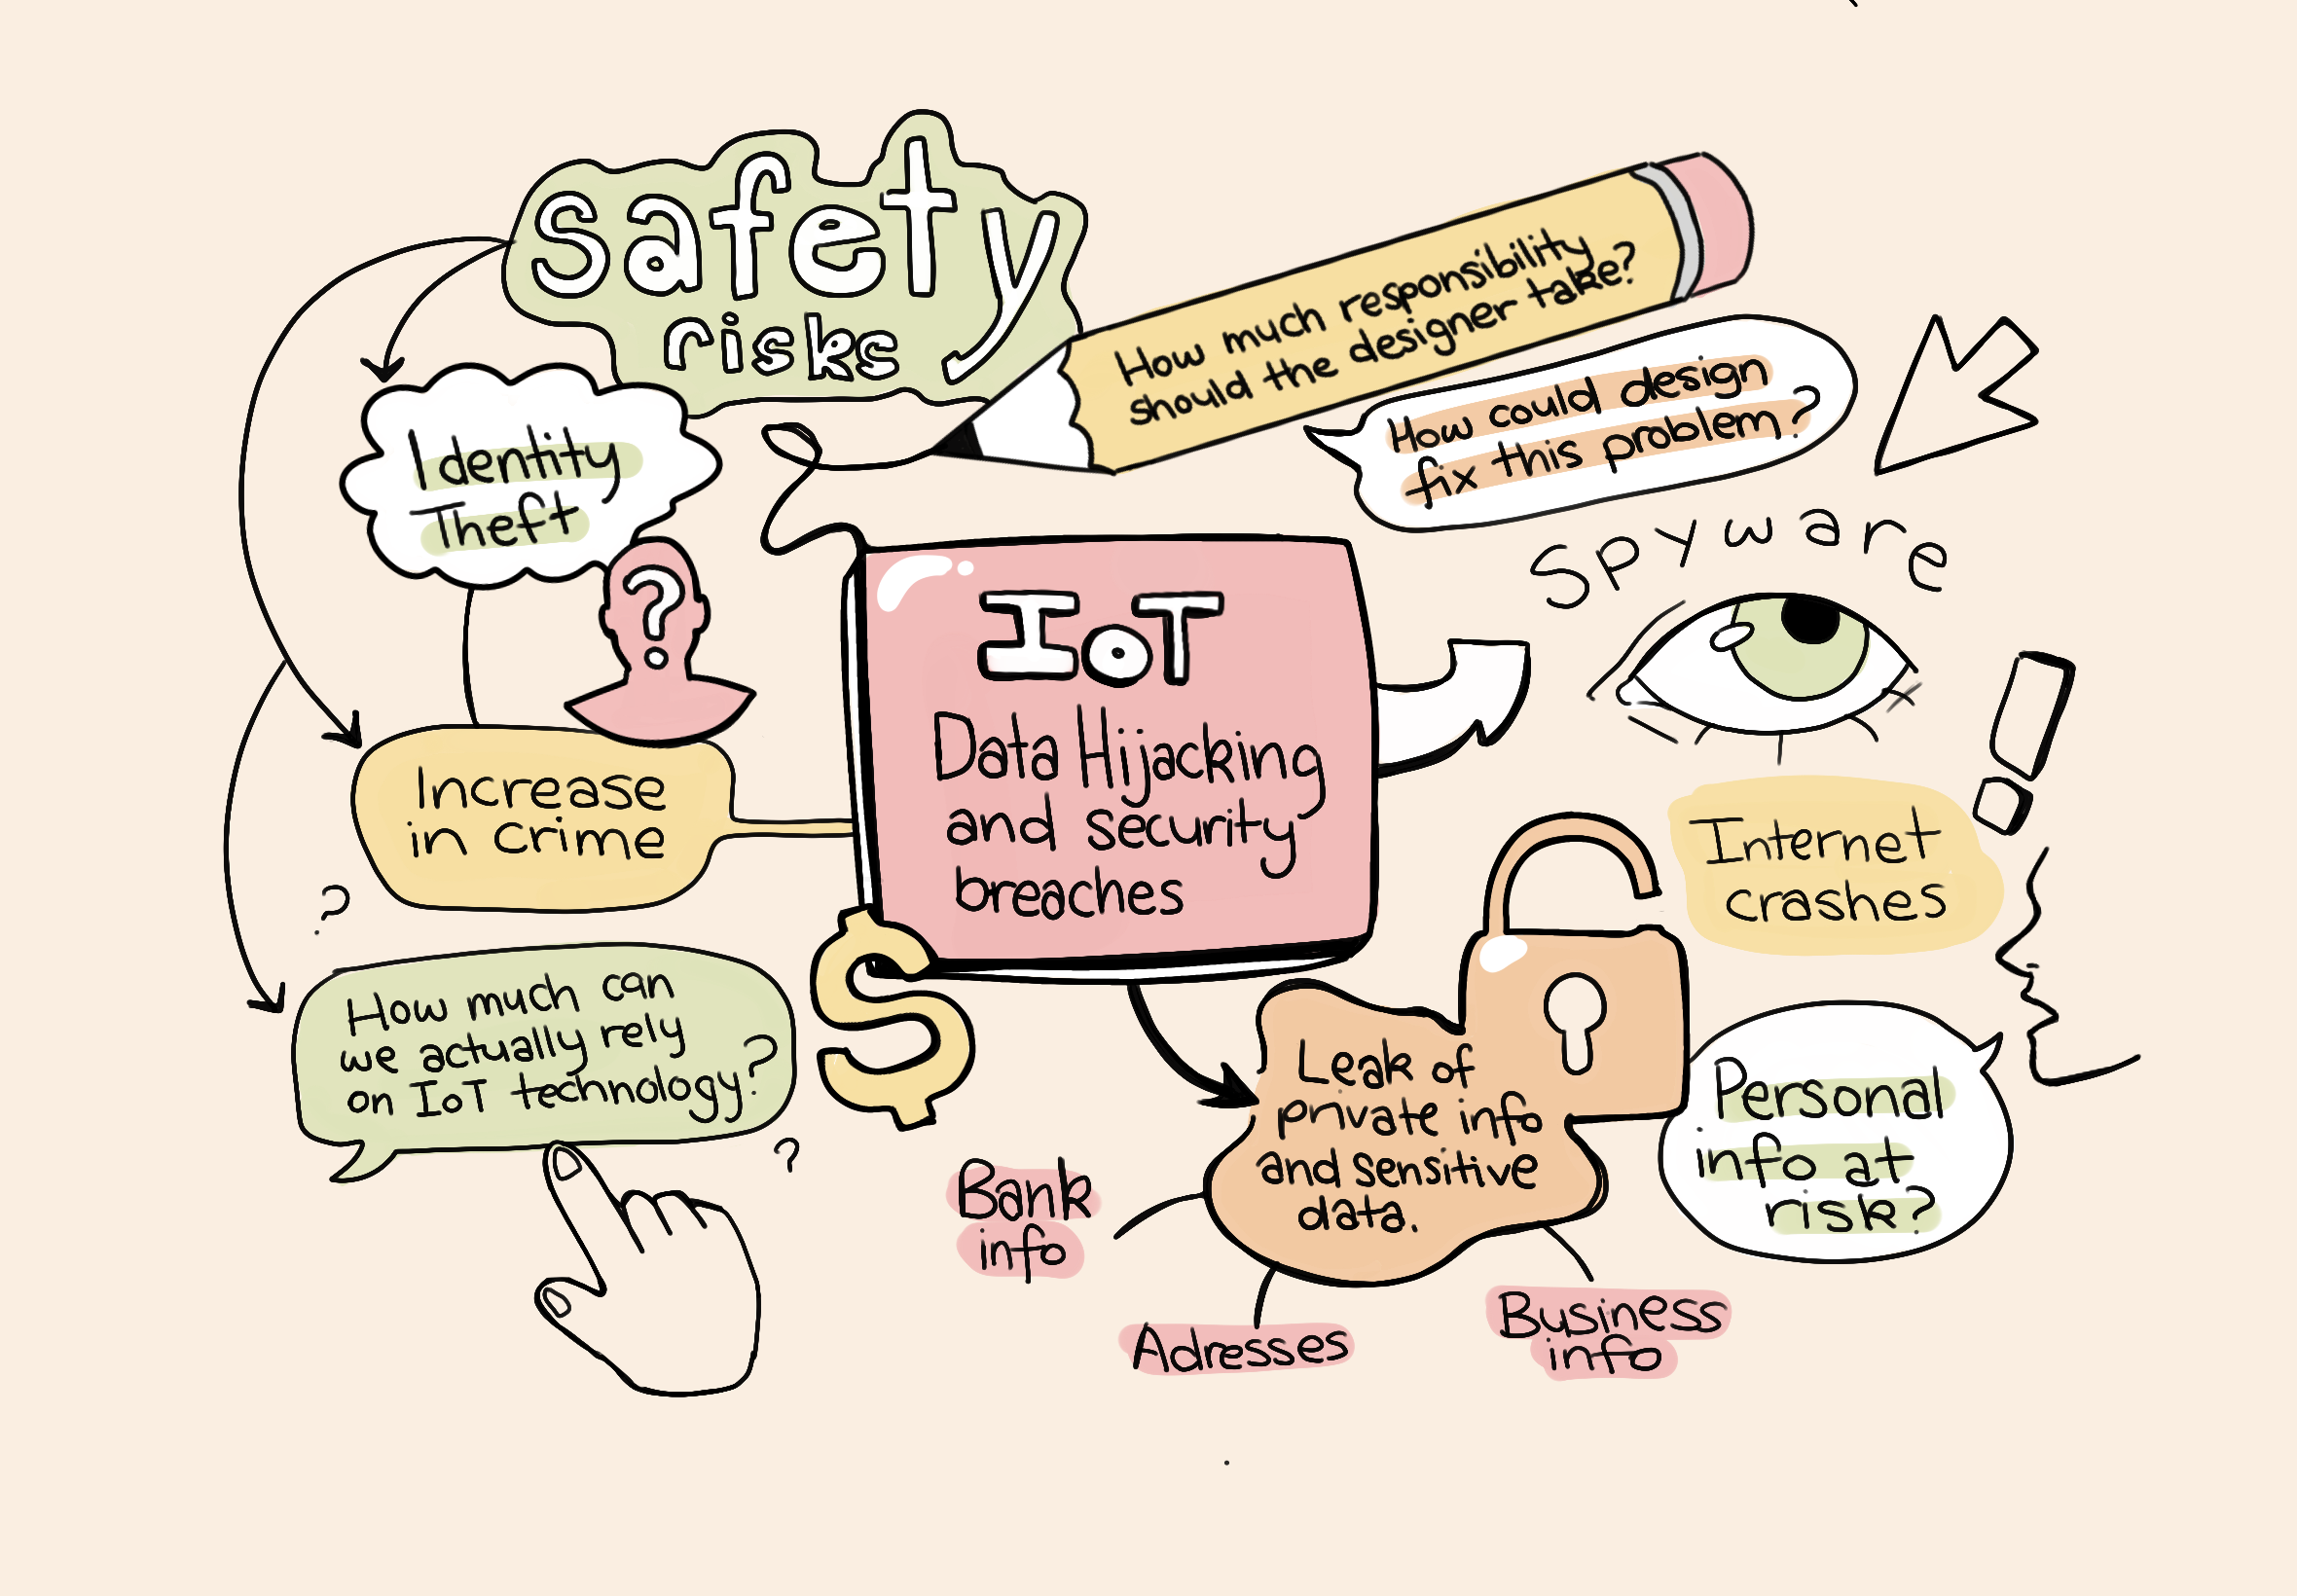 safety
risks
How much responsibility
should the designer take?
How could design
fix this problem?
Identity
Theft
?
Spyware
IoT
Data Hijacking
and security
breaches
Increase
in crime
!
Internet
crashes
?
How much can
we actually rely
on IoT technology?
?
$
Leak of
private info
and sensitive
data.
Personal
info at
risk?
Bank
info
Adresses
Business
info